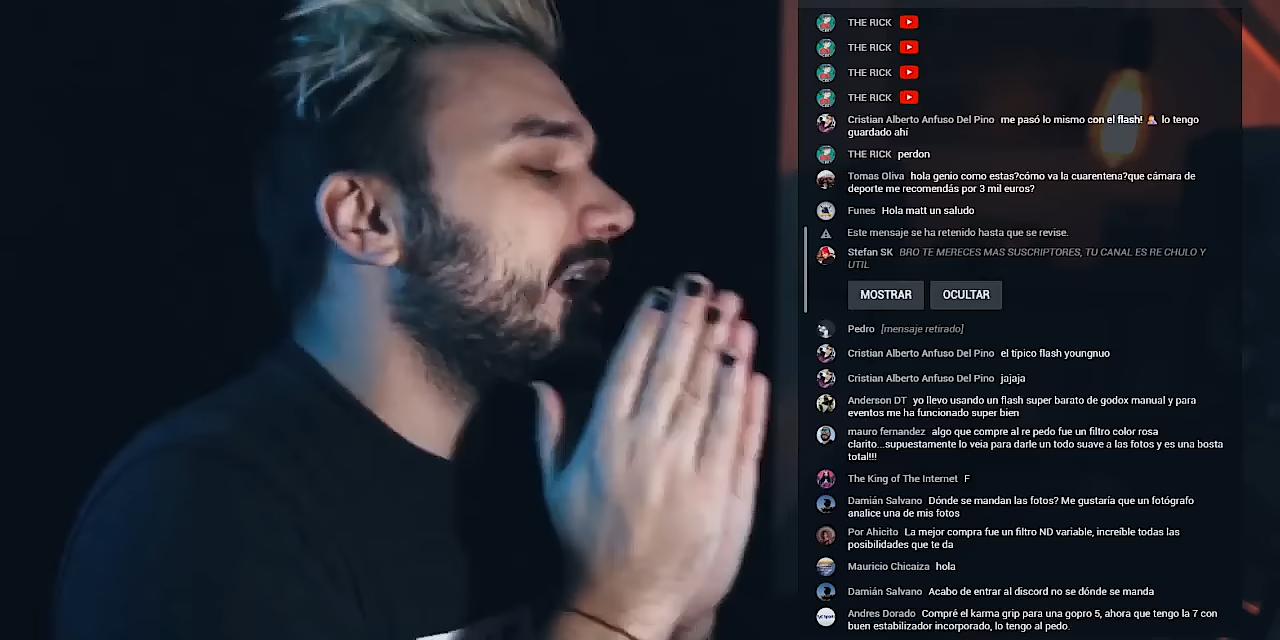 THE RICK
THE RICK
THE RICK
THE RICK
Cristian Alberto Anfuso Del Pino me pasó lo mismo con el flash! 🤦 lo tengo
guardado ahí
THE RICK perdon
Tomas Oliva hola genio como estas?cómo va la cuarentena?que cámara de
deporte me recomendás por 3 mil euros?
Funes Hola matt un saludo
Este mensaje se ha retenido hasta que se revise.
Stefan SK BRO TE MERECES MAS SUSCRIPTORES, TU CANAL ES RE CHULO Y
UTIL
MOSTRAR OCULTAR
Pedro [mensaje retirado]
Cristian Alberto Anfuso Del Pino el típico flash youngnuo
Cristian Alberto Anfuso Del Pino jajaja
Anderson DT yo llevo usando un flash super barato de godox manual y para
eventos me ha funcionado super bien
mauro fernandez algo que compre al re pedo fue un filtro color rosa
clarito...supuestamente lo veia para darle un todo suave a las fotos y es una bosta
total!!!
The King of The Internet F
Damián Salvano Dónde se mandan las fotos? Me gustaría que un fotógrafo
analice una de mis fotos
Por Ahicito La mejor compra fue un filtro ND variable, increíble todas las
posibilidades que te da
Mauricio Chicaiza hola
Damián Salvano Acabo de entrar al discord no se dónde se manda
Andres Dorado Compré el karma grip para una gopro 5, ahora que tengo la 7 con
buen estabilizador incorporado, lo tengo al pedo.